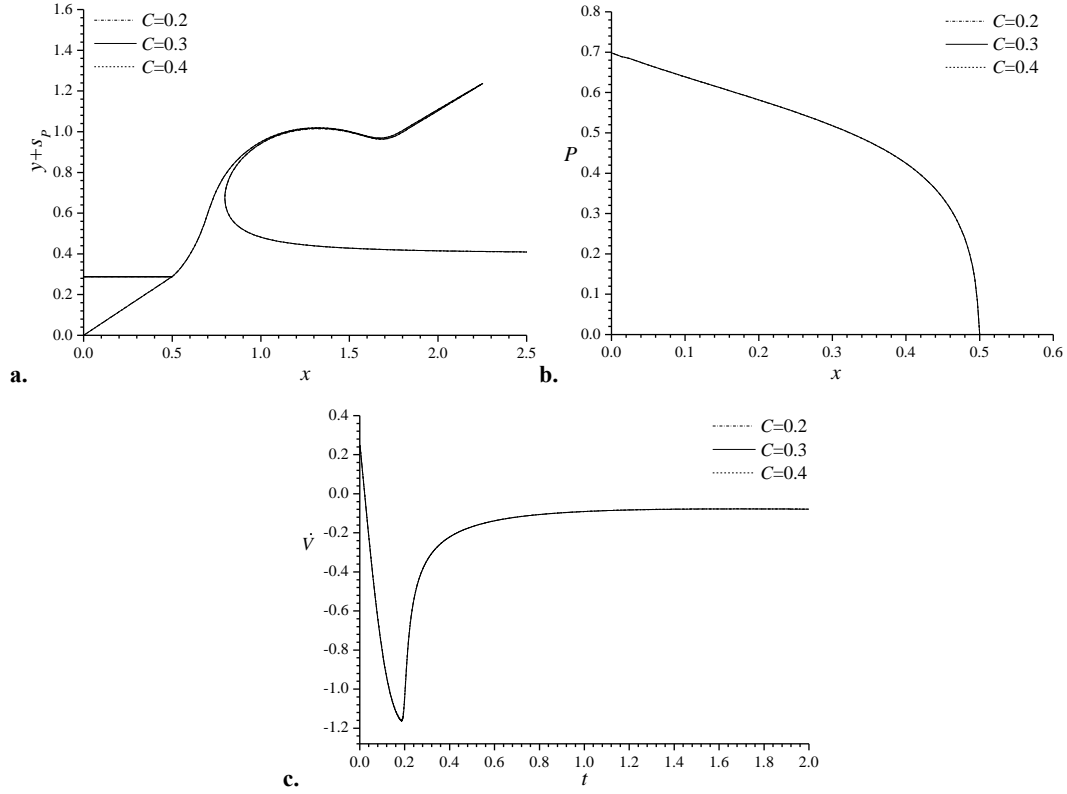 1.6
1.4
1.2
1.0
0.8
0.6
0.4
0.2
0.0
y+s_P
C=0.2
C=0.3
C=0.4
0.0 0.5 1.0 1.5 2.0 2.5
x
a.
0.8
0.7
0.6
0.5
0.4
0.3
0.2
0.1
0.0
P
C=0.2
C=0.3
C=0.4
0.0 0.1 0.2 0.3 0.4 0.5 0.6
x
b.
0.4
0.2
0.0
-0.2
-0.4
-0.6
-0.8
-1.0
-1.2
V̇
C=0.2
C=0.3
C=0.4
0.0 0.2 0.4 0.6 0.8 1.0 1.2 1.4 1.6 1.8 2.0
t
c.